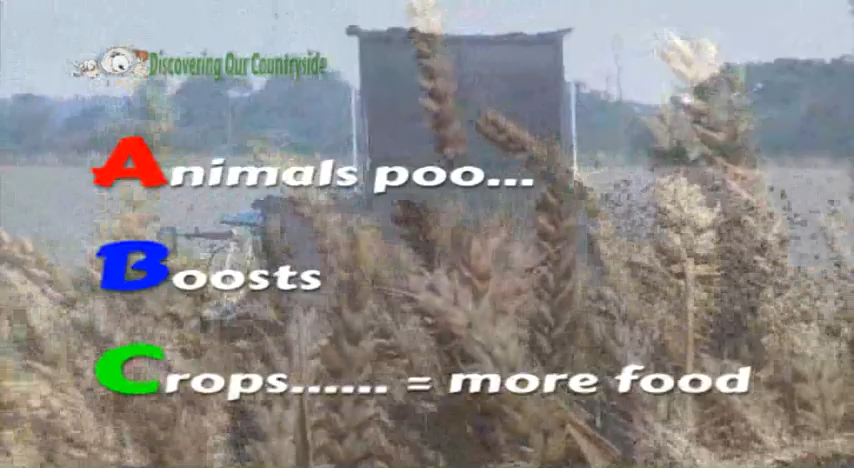 Discovering Our Countryside
Animals poo...
Boosts
Crops...... = more food